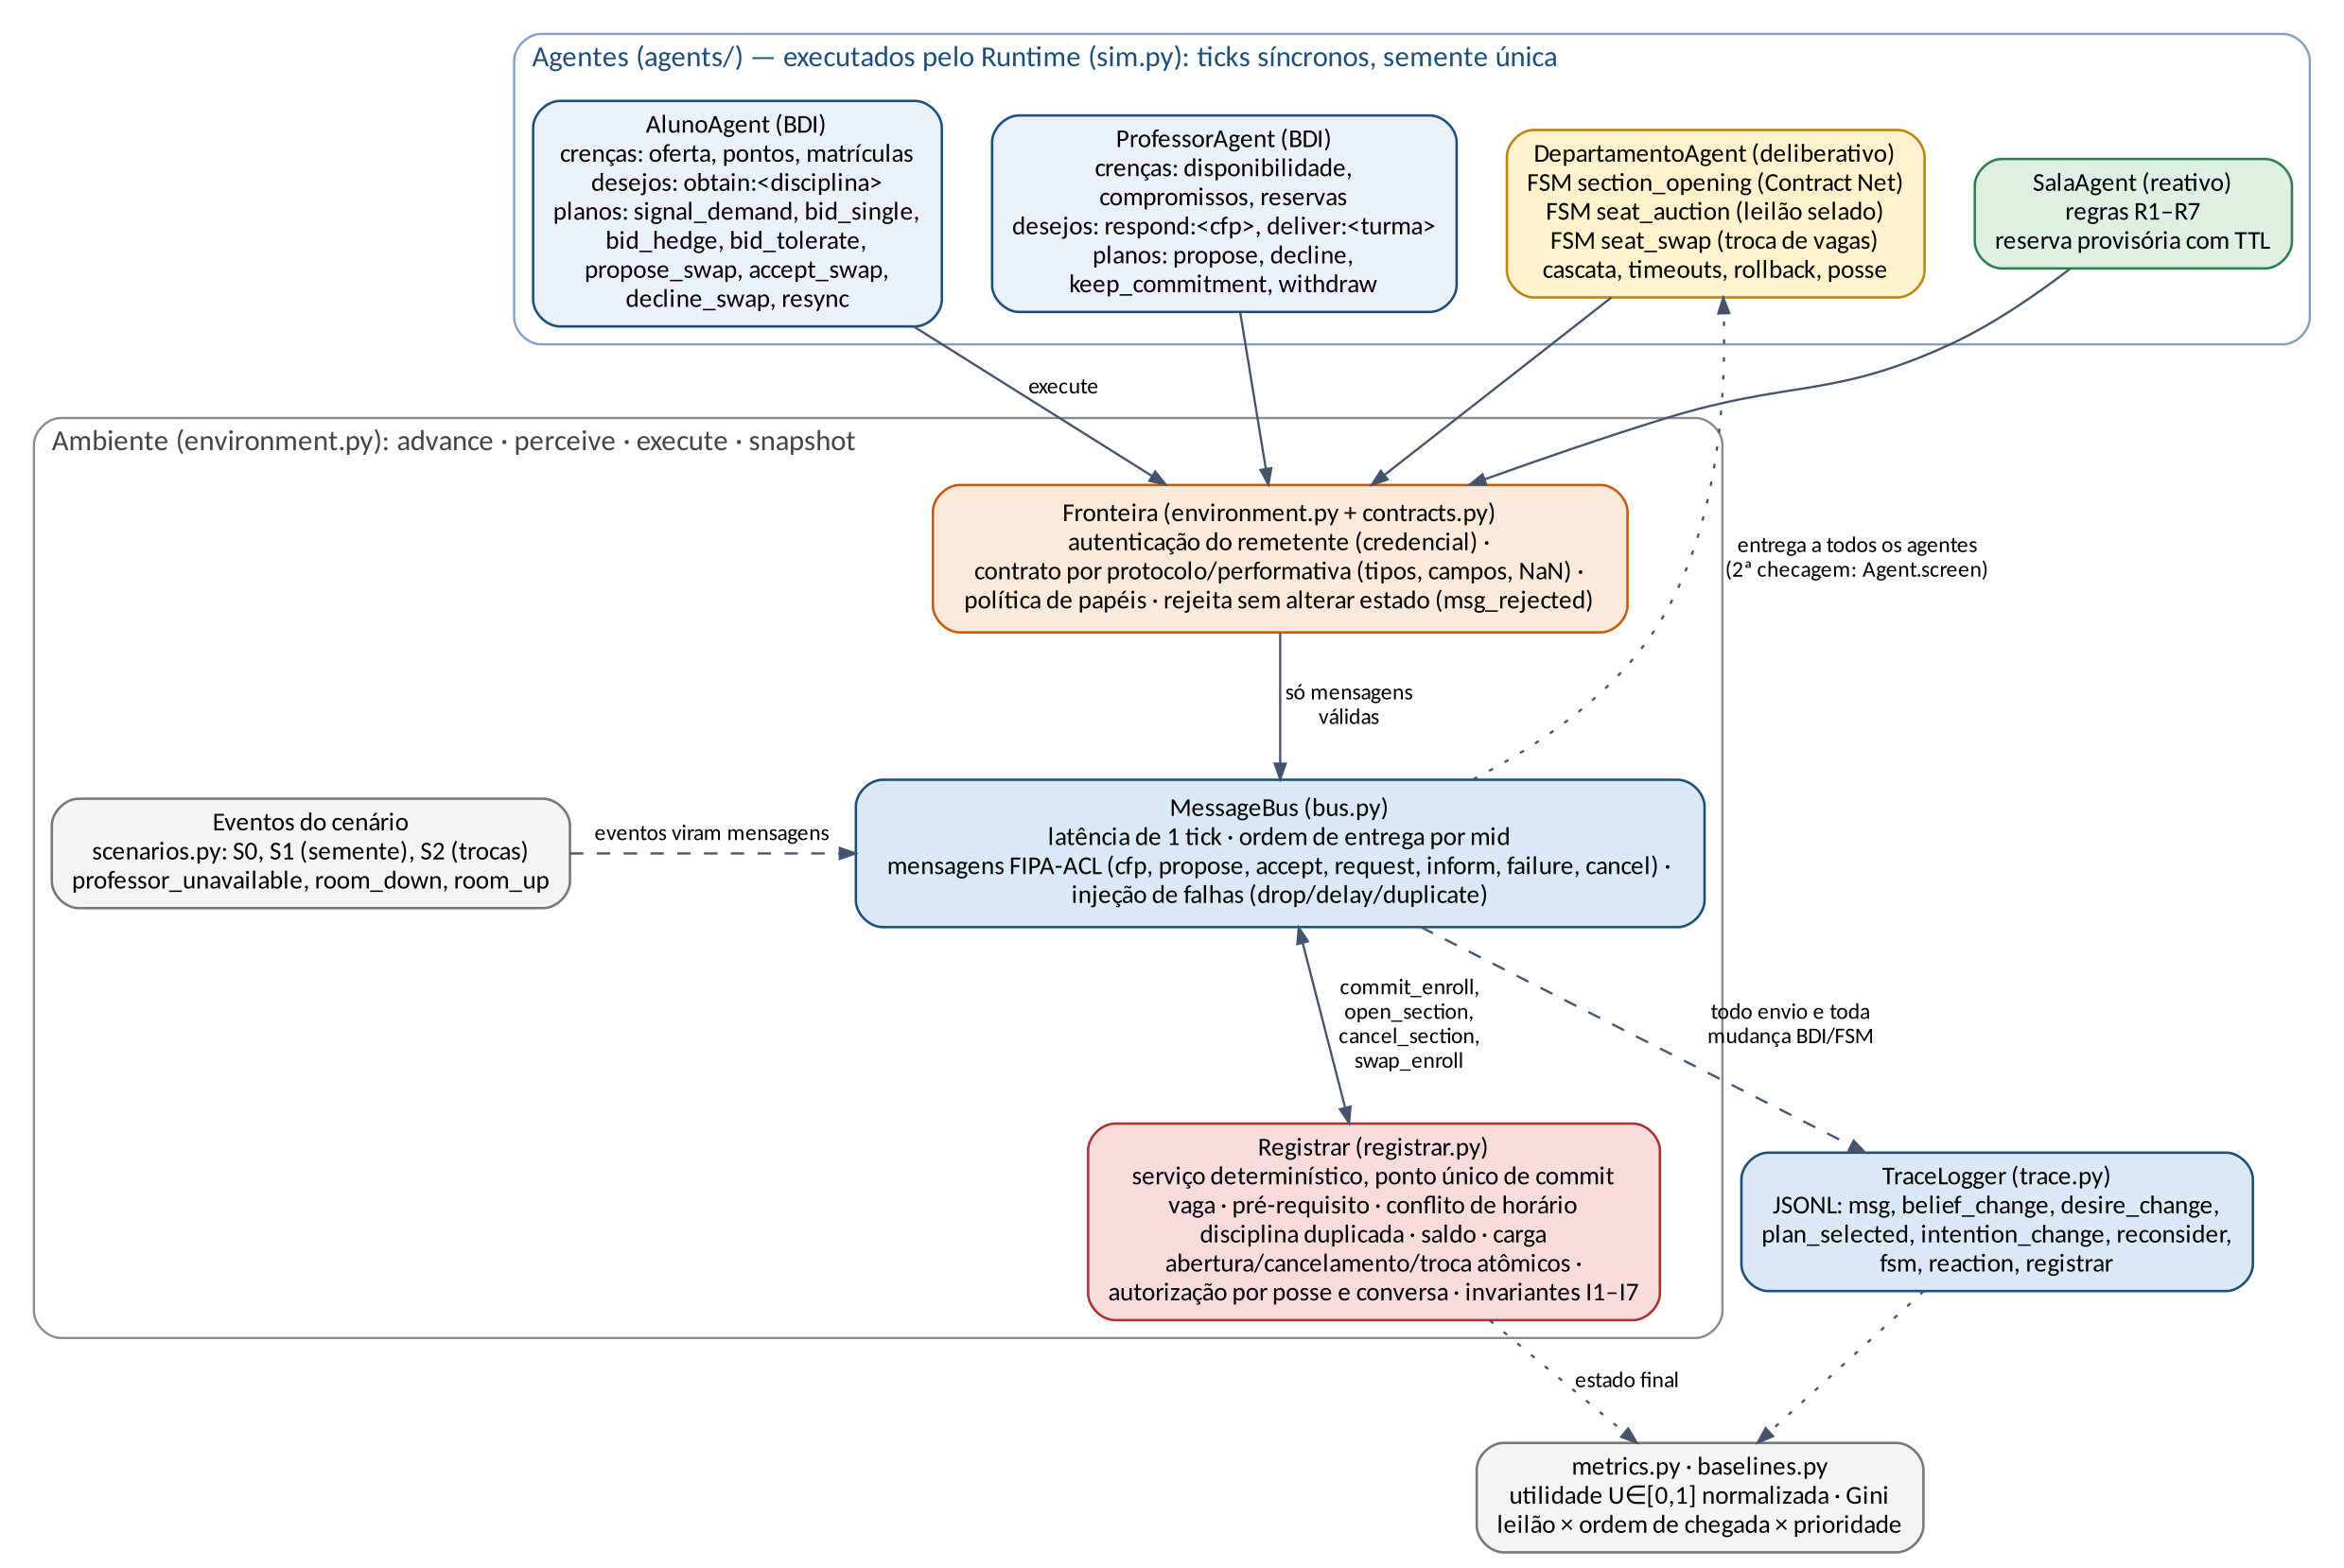 Agentes (agents/) — executados pelo Runtime (sim.py): ticks síncronos, semente única
AlunoAgent (BDI)
crenças: oferta, pontos, matrículas
desejos: obtain:<disciplina>
planos: signal_demand, bid_single,
bid_hedge, bid_tolerate,
propose_swap, accept_swap,
decline_swap, resync
ProfessorAgent (BDI)
crenças: disponibilidade,
compromissos, reservas
desejos: respond:<cfp>, deliver:<turma>
planos: propose, decline,
keep_commitment, withdraw
DepartamentoAgent (deliberativo)
FSM section_opening (Contract Net)
FSM seat_auction (leilão selado)
FSM seat_swap (troca de vagas)
cascata, timeouts, rollback, posse
SalaAgent (reativo)
regras R1–R7
reserva provisória com TTL
execute
Ambiente (environment.py): advance · perceive · execute · snapshot
Fronteira (environment.py + contracts.py)
autenticação do remetente (credencial) ·
contrato por protocolo/performativa (tipos, campos, NaN) ·
política de papéis · rejeita sem alterar estado (msg_rejected)
entrega a todos os agentes
(2ª checagem: Agent.screen)
só mensagens
válidas
Eventos do cenário
scenarios.py: S0, S1 (semente), S2 (trocas)
professor_unavailable, room_down, room_up
eventos viram mensagens
MessageBus (bus.py)
latência de 1 tick · ordem de entrega por mid
mensagens FIPA-ACL (cfp, propose, accept, request, inform, failure, cancel) ·
injeção de falhas (drop/delay/duplicate)
commit_enroll,
open_section,
cancel_section,
swap_enroll
todo envio e toda
mudança BDI/FSM
Registrar (registrar.py)
serviço determinístico, ponto único de commit
vaga · pré-requisito · conflito de horário
disciplina duplicada · saldo · carga
abertura/cancelamento/troca atômicos ·
autorização por posse e conversa · invariantes I1–I7
TraceLogger (trace.py)
JSONL: msg, belief_change, desire_change,
plan_selected, intention_change, reconsider,
fsm, reaction, registrar
estado final
metrics.py · baselines.py
utilidade U∈[0,1] normalizada · Gini
leilão × ordem de chegada × prioridade